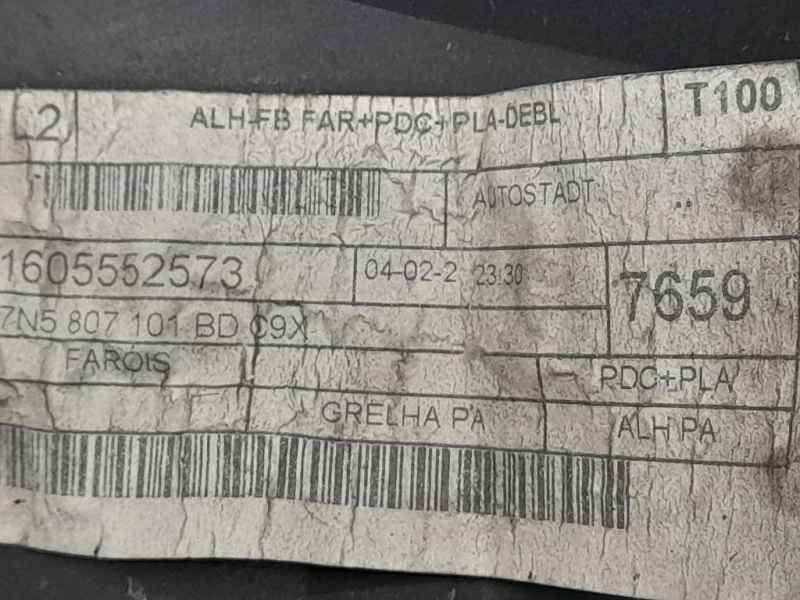 L2 ALH-FB FAR+PDC+PLA-DEBL T100
AUTOSTADT: ..
1605552573 04-02-2 23:30 7659
7N5 807 101 BD C9X
FAROIS PDC+PLA
GRELHA PA ALH PA